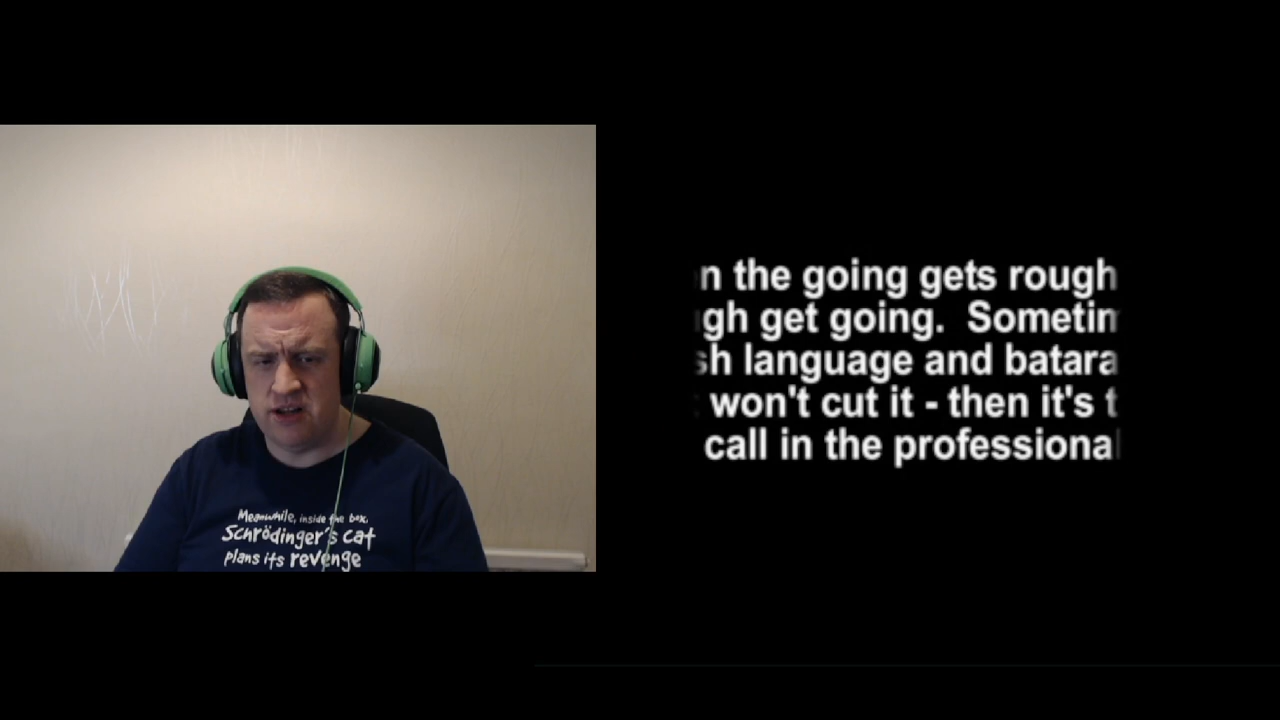 Meanwhile, inside the box,
Schrödinger's cat
plans its revenge
n the going gets rough
gh get going.  Sometim
sh language and batara
won't cut it - then it's t
call in the professional